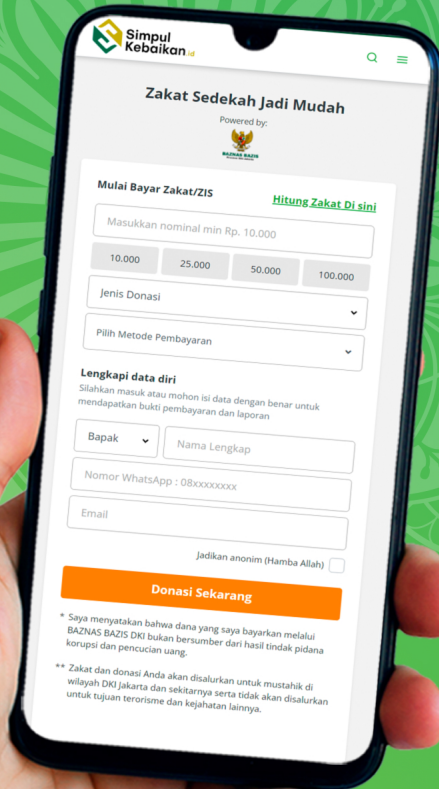 Simpul
Kebaikan.id
Zakat Sedekah Jadi Mudah
Powered by:
BAZNAS BAZIS
Mulai Bayar Zakat/ZIS
Hitung Zakat Di sini
Masukkan nominal min Rp. 10.000
10.000 25.000 50.000 100.000
Jenis Donasi
Pilih Metode Pembayaran
Lengkapi data diri
Silahkan masuk atau mohon isi data dengan benar untuk
mendapatkan bukti pembayaran dan laporan
Bapak Nama Lengkap
Nomor WhatsApp : 08xxxxxxxx
Email
Jadikan anonim (Hamba Allah)
Donasi Sekarang
* Saya menyatakan bahwa dana yang saya bayarkan melalui
BAZNAS BAZIS DKI bukan bersumber dari hasil tindak pidana
korupsi dan pencucian uang.
** Zakat dan donasi Anda akan disalurkan untuk mustahik di
wilayah DKI Jakarta dan sekitarnya serta tidak akan disalurkan
untuk tujuan terorisme dan kejahatan lainnya.